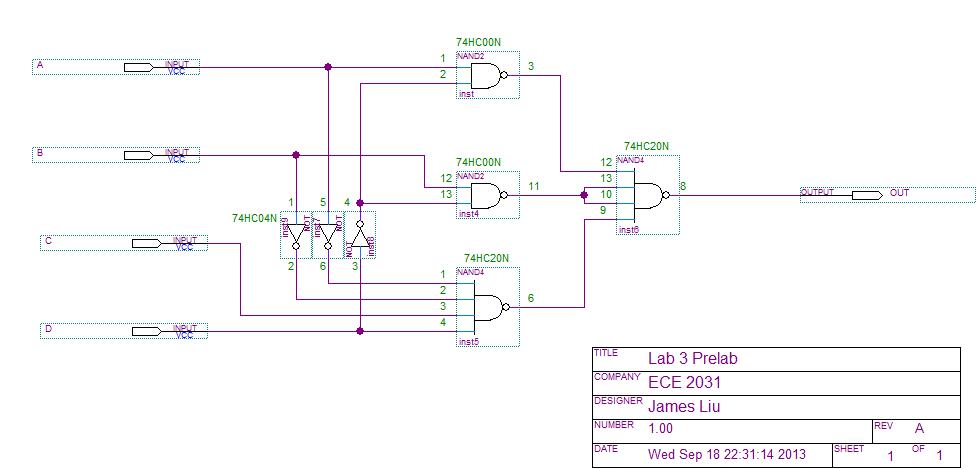 74HC00N
A
INPUT
VCC
1
NAND2
3
2
inst
74HC20N
B
INPUT
VCC
74HC00N
12
NAND4
12
NAND2
13
11
10
8
OUTPUT
OUT
13
9
inst4
inst6
1
5
4
74HC04N
inst9
NOT
inst7
NOT
NOT
inst8
C
INPUT
VCC
2
6
3
74HC20N
1
NAND4
2
3
6
4
D
INPUT
VCC
inst5
TITLE Lab 3 Prelab
COMPANY ECE 2031
DESIGNER James Liu
NUMBER 1.00 REV A
DATE Wed Sep 18 22:31:14 2013 SHEET 1 OF 1